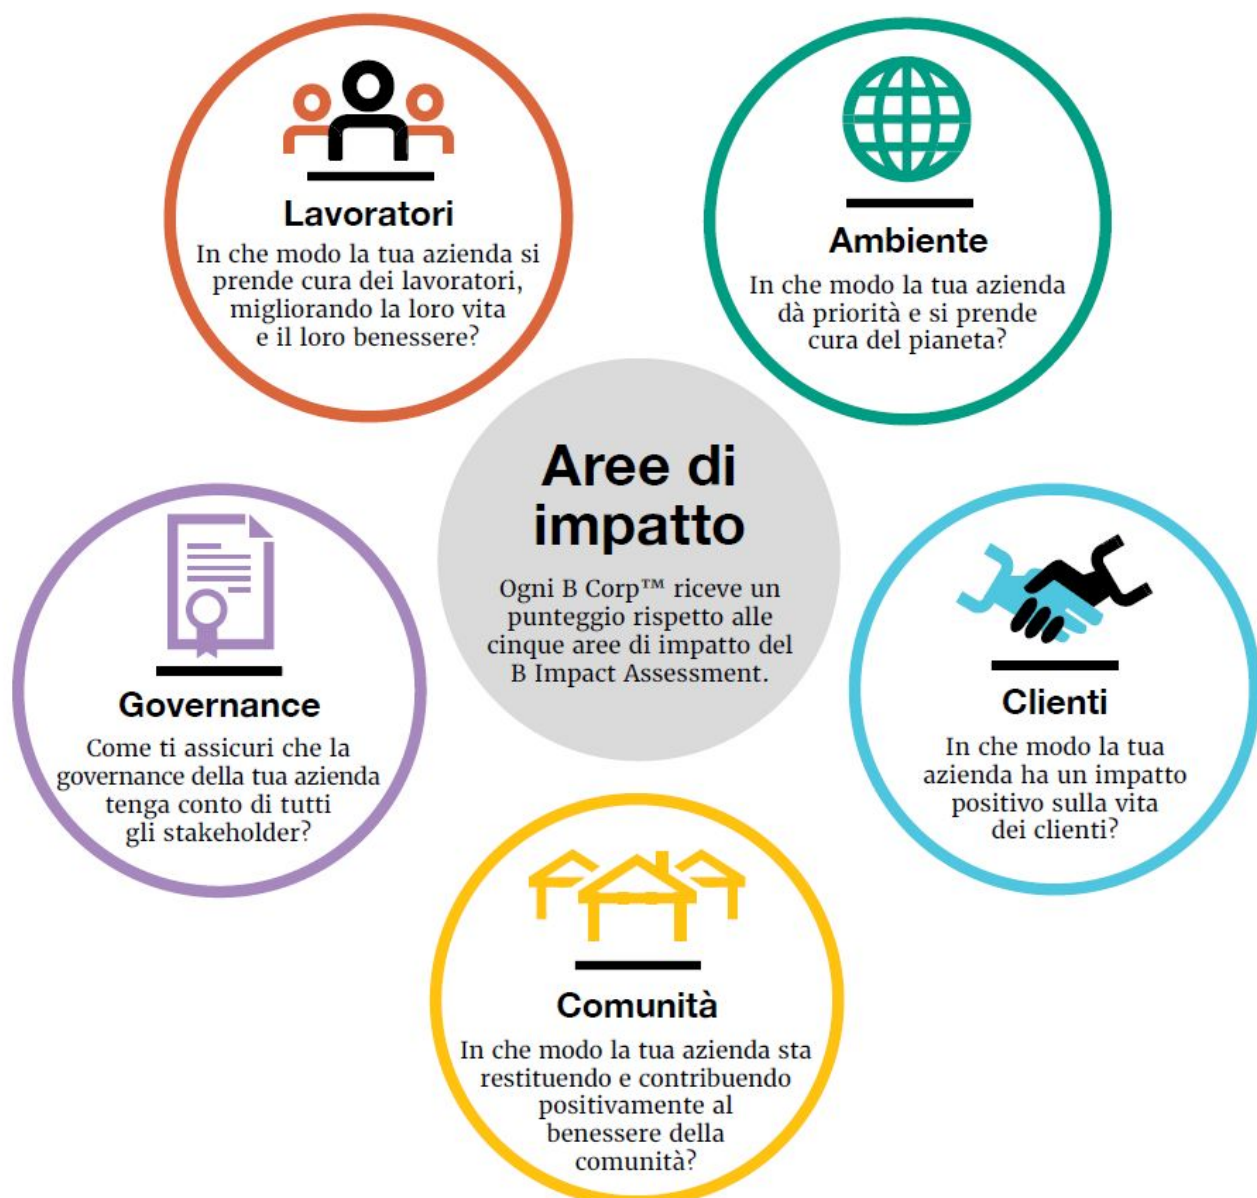 Lavoratori
In che modo la tua azienda si
prende cura dei lavoratori,
migliorando la loro vita
e il loro benessere?
Ambiente
In che modo la tua azienda
dà priorità e si prende
cura del pianeta?
Aree di
impatto
Ogni B Corp™ riceve un
punteggio rispetto alle
cinque aree di impatto del
B Impact Assessment.
Governance
Come ti assicuri che la
governance della tua azienda
tenga conto di tutti
gli stakeholder?
Clienti
In che modo la tua
azienda ha un impatto
positivo sulla vita
dei clienti?
Comunità
In che modo la tua azienda sta
restituendo e contribuendo
positivamente al
benessere della
comunità?